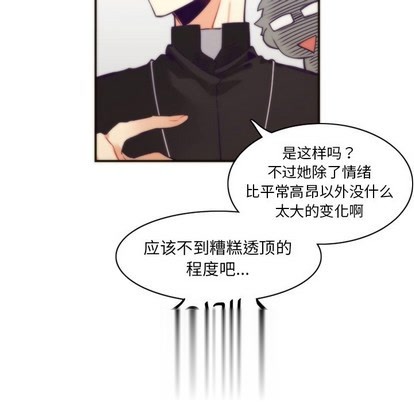 是这样吗？
不过她除了情绪
比平常高昂以外没什么
太大的变化啊
应该不到糟糕透顶的
程度吧...